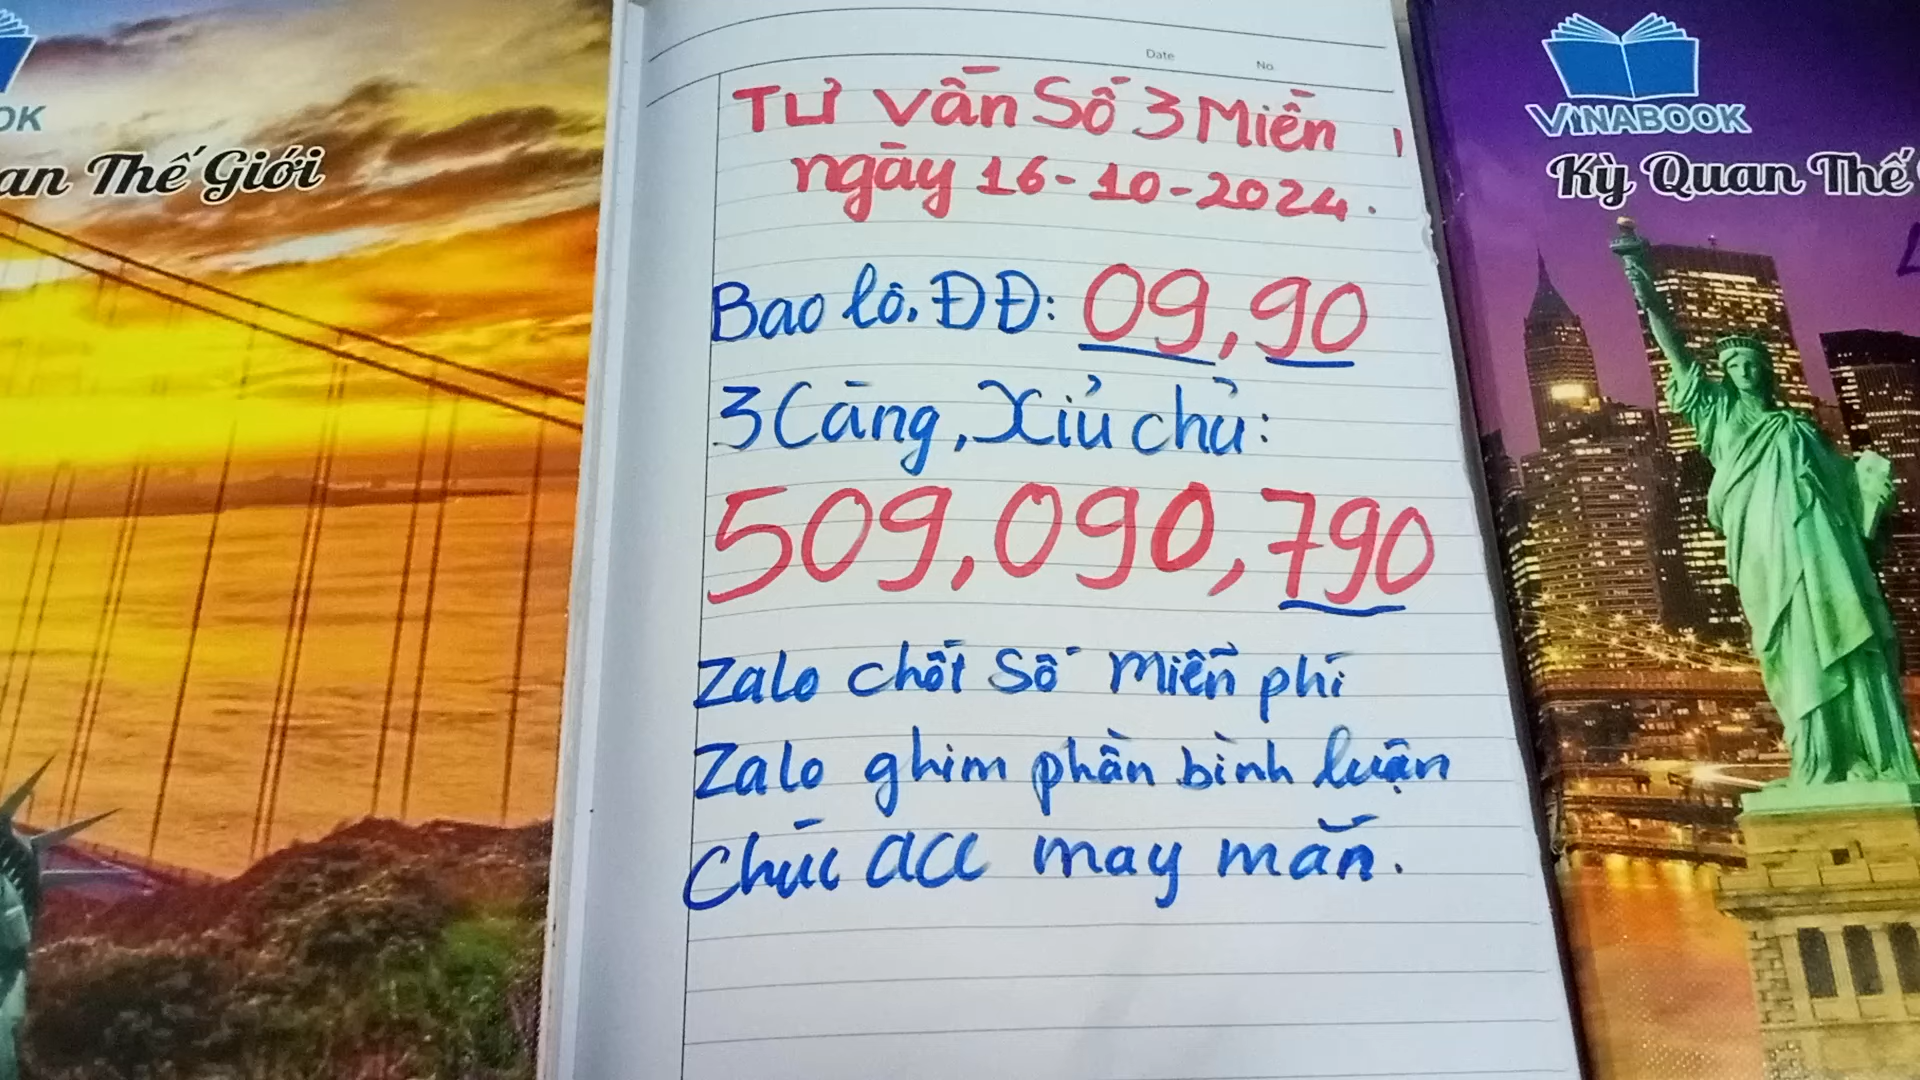 OK
an Thế Giới
Date No.
Tư vấn Số 3 Miền
ngày 16-10-2024.
Bao lô, ĐĐ: 09, 90
3 Càng, Xỉu chủ:
509, 090, 790
Zalo chốt Số miễn phí
Zalo ghim phần bình luận
Chúc ace may mắn.
VINABOOK
Kỳ Quan Thế